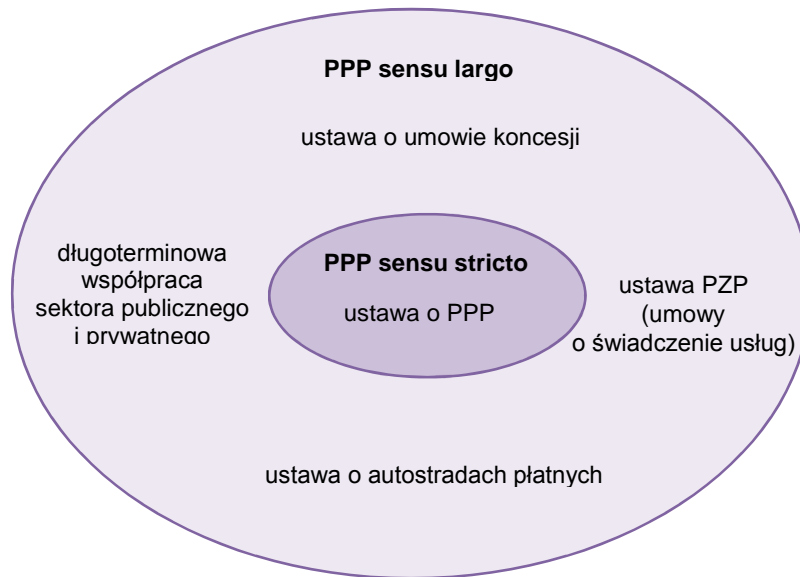 PPP sensu largo
ustawa o umowie koncesji
długoterminowa
współpraca
sektora publicznego
i prywatnego
PPP sensu stricto
ustawa o PPP
ustawa PZP
(umowy
o świadczenie usług)
ustawa o autostradach płatnych